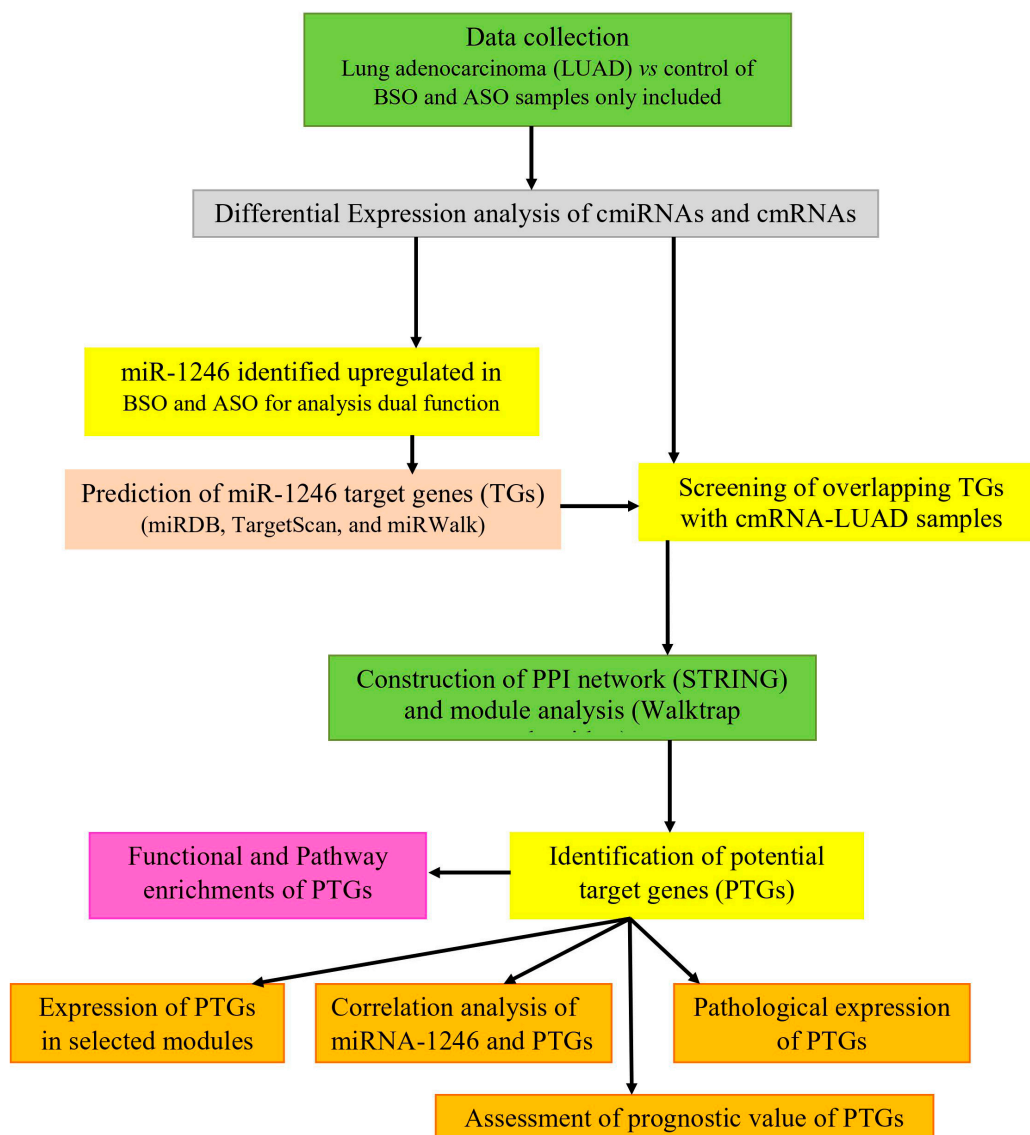 Data collection
Lung adenocarcinoma (LUAD) vs control of
BSO and ASO samples only included
Differential Expression analysis of cmiRNAs and cmRNAs
miR-1246 identified upregulated in
BSO and ASO for analysis dual function
Prediction of miR-1246 target genes (TGs)
(miRDB, TargetScan, and miRWalk)
Screening of overlapping TGs
with cmRNA-LUAD samples
Construction of PPI network (STRING)
and module analysis (Walktrap
Functional and Pathway
enrichments of PTGs
Identification of potential
target genes (PTGs)
Expression of PTGs
in selected modules
Correlation analysis of
miRNA-1246 and PTGs
Pathological expression
of PTGs
Assessment of prognostic value of PTGs